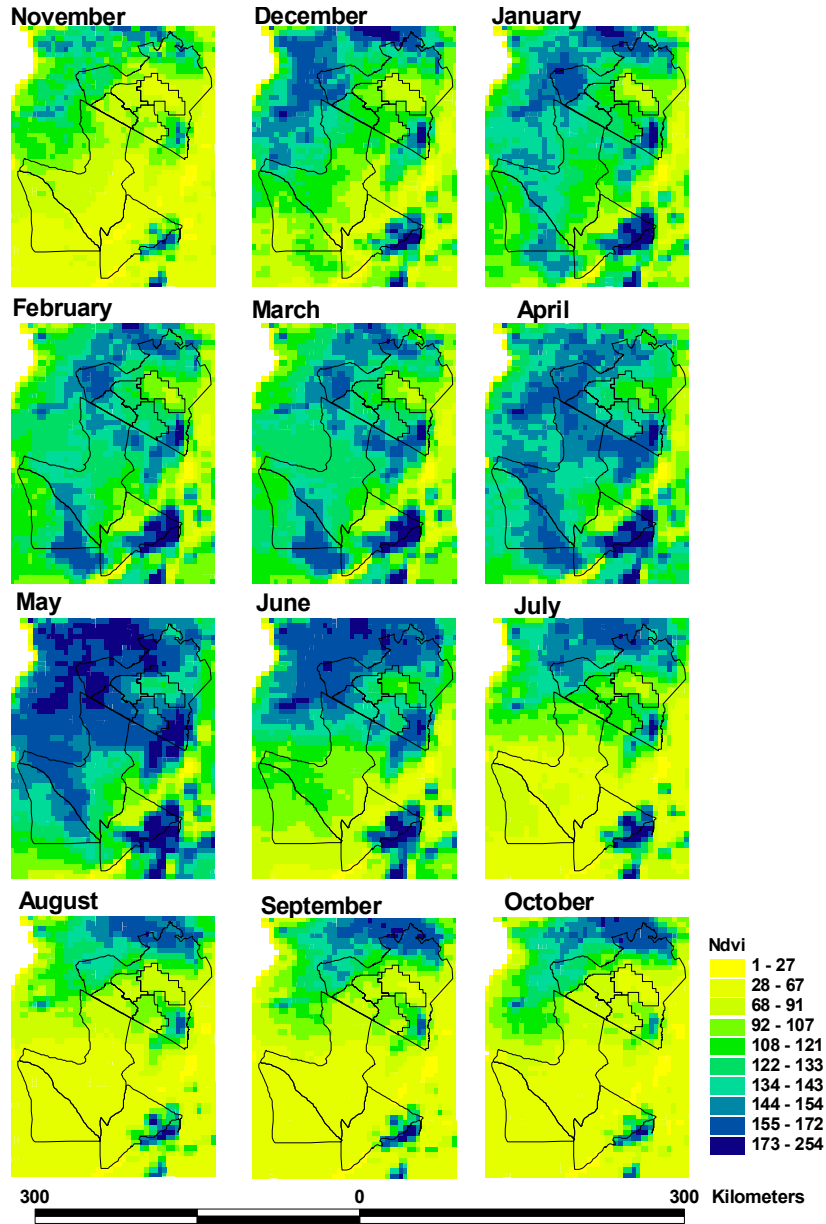 November
December
January
February
March
April
May
June
July
August
September
October
Ndvi
1 - 27
28 - 67
68 - 91
92 - 107
108 - 121
122 - 133
134 - 143
144 - 154
155 - 172
173 - 254
300 0 300 Kilometers